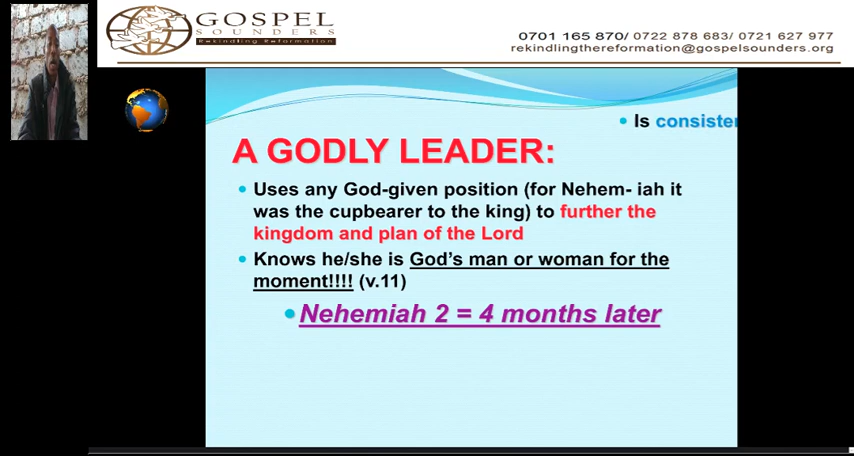 GOSPEL
SOUNDERS
Rekindling Reformation
0701 165 870/ 0722 878 683/ 0721 627 977
rekindlingthereformation@gospelsounders.org
• Is consister
A GODLY LEADER:
• Uses any God-given position (for Nehem- iah it
was the cupbearer to the king) to further the
kingdom and plan of the Lord
• Knows he/she is God's man or woman for the
moment!!!! (v.11)
• Nehemiah 2 = 4 months later